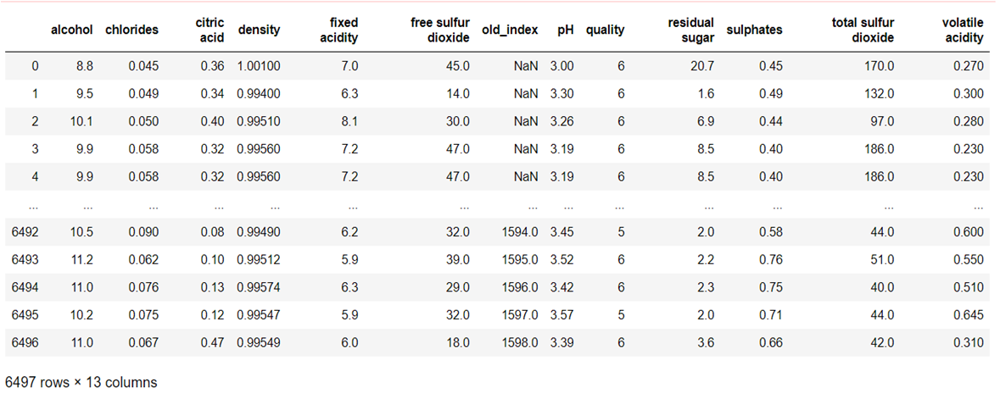 alcohol chlorides citric acid density fixed acidity free sulfur dioxide old_index pH quality residual sugar sulphates total sulfur dioxide volatile acidity
0 8.8 0.045 0.36 1.00100 7.0 45.0 NaN 3.00 6 20.7 0.45 170.0 0.270
1 9.5 0.049 0.34 0.99400 6.3 14.0 NaN 3.30 6 1.6 0.49 132.0 0.300
2 10.1 0.050 0.40 0.99510 8.1 30.0 NaN 3.26 6 6.9 0.44 97.0 0.280
3 9.9 0.058 0.32 0.99560 7.2 47.0 NaN 3.19 6 8.5 0.40 186.0 0.230
4 9.9 0.058 0.32 0.99560 7.2 47.0 NaN 3.19 6 8.5 0.40 186.0 0.230
... ... ... ... ... ... ... ... ... ... ... ... ... ...
6492 10.5 0.090 0.08 0.99490 6.2 32.0 1594.0 3.45 5 2.0 0.58 44.0 0.600
6493 11.2 0.062 0.10 0.99512 5.9 39.0 1595.0 3.52 6 2.2 0.76 51.0 0.550
6494 11.0 0.076 0.13 0.99574 6.3 29.0 1596.0 3.42 6 2.3 0.75 40.0 0.510
6495 10.2 0.075 0.12 0.99547 5.9 32.0 1597.0 3.57 5 2.0 0.71 44.0 0.645
6496 11.0 0.067 0.47 0.99549 6.0 18.0 1598.0 3.39 6 3.6 0.66 42.0 0.310
6497 rows × 13 columns